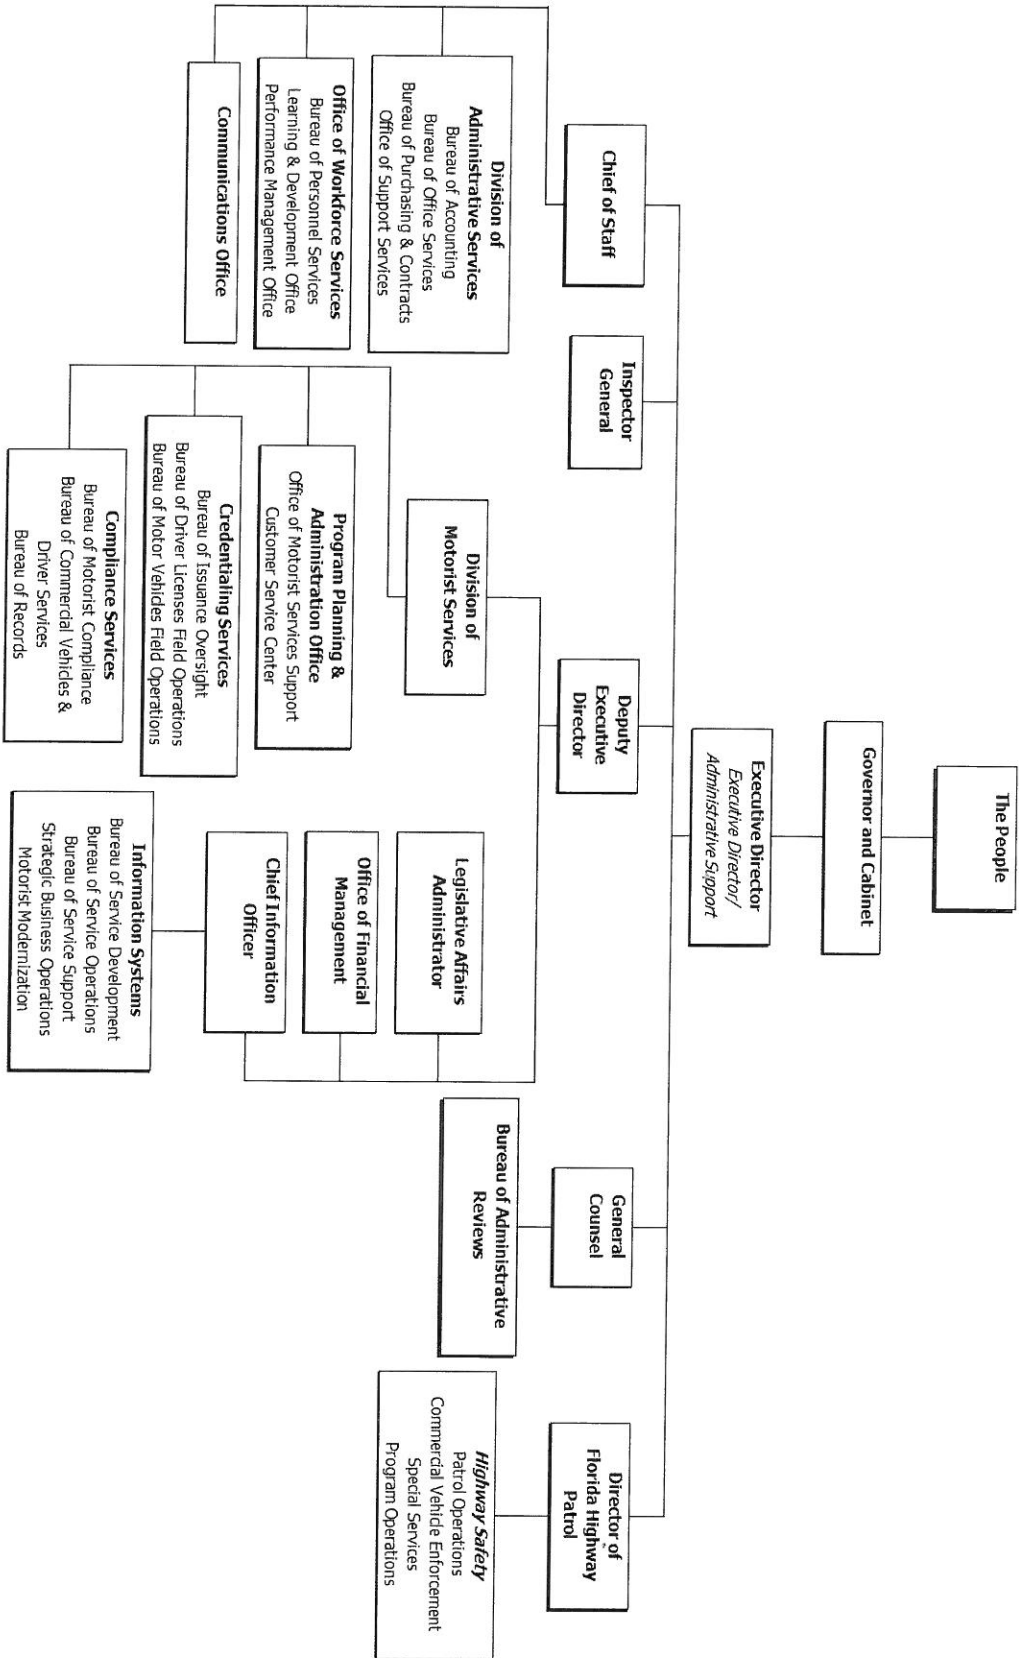 The People
Governor and Cabinet
Executive Director
Executive Director/
Administrative Support
Chief of Staff
Inspector
General
Deputy
Executive
Director
General
Counsel
Director of
Florida Highway
Patrol
Division of
Administrative Services
Bureau of Accounting
Bureau of Office Services
Bureau of Purchasing & Contracts
Office of Support Services
Office of Workforce Services
Bureau of Personnel Services
Learning & Development Office
Performance Management Office
Communications Office
Division of
Motorist Services
Program Planning &
Administration Office
Office of Motorist Services Support
Customer Service Center
Credentialing Services
Bureau of Issuance Oversight
Bureau of Driver Licenses Field Operations
Bureau of Motor Vehicles Field Operations
Compliance Services
Bureau of Motorist Compliance
Bureau of Commercial Vehicles &
Driver Services
Bureau of Records
Legislative Affairs
Administrator
Office of Financial
Management
Chief Information
Officer
Information Systems
Bureau of Service Development
Bureau of Service Operations
Bureau of Service Support
Strategic Business Operations
Motorist Modernization
Bureau of Administrative
Reviews
Highway Safety
Patrol Operations
Commercial Vehicle Enforcement
Special Services
Program Operations